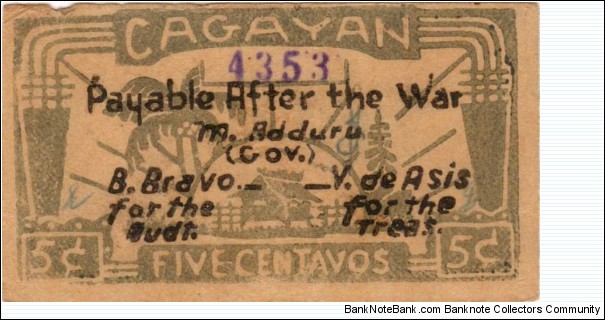 CAGAYAN
4353
Payable After the War
M. Adduru
(Gov.)
B. Bravo. — — V. de Asis
for the for the
Audt. Treas.
5¢ FIVE CENTAVOS 5¢
BankNoteBank.com - Banknote Collectors Community